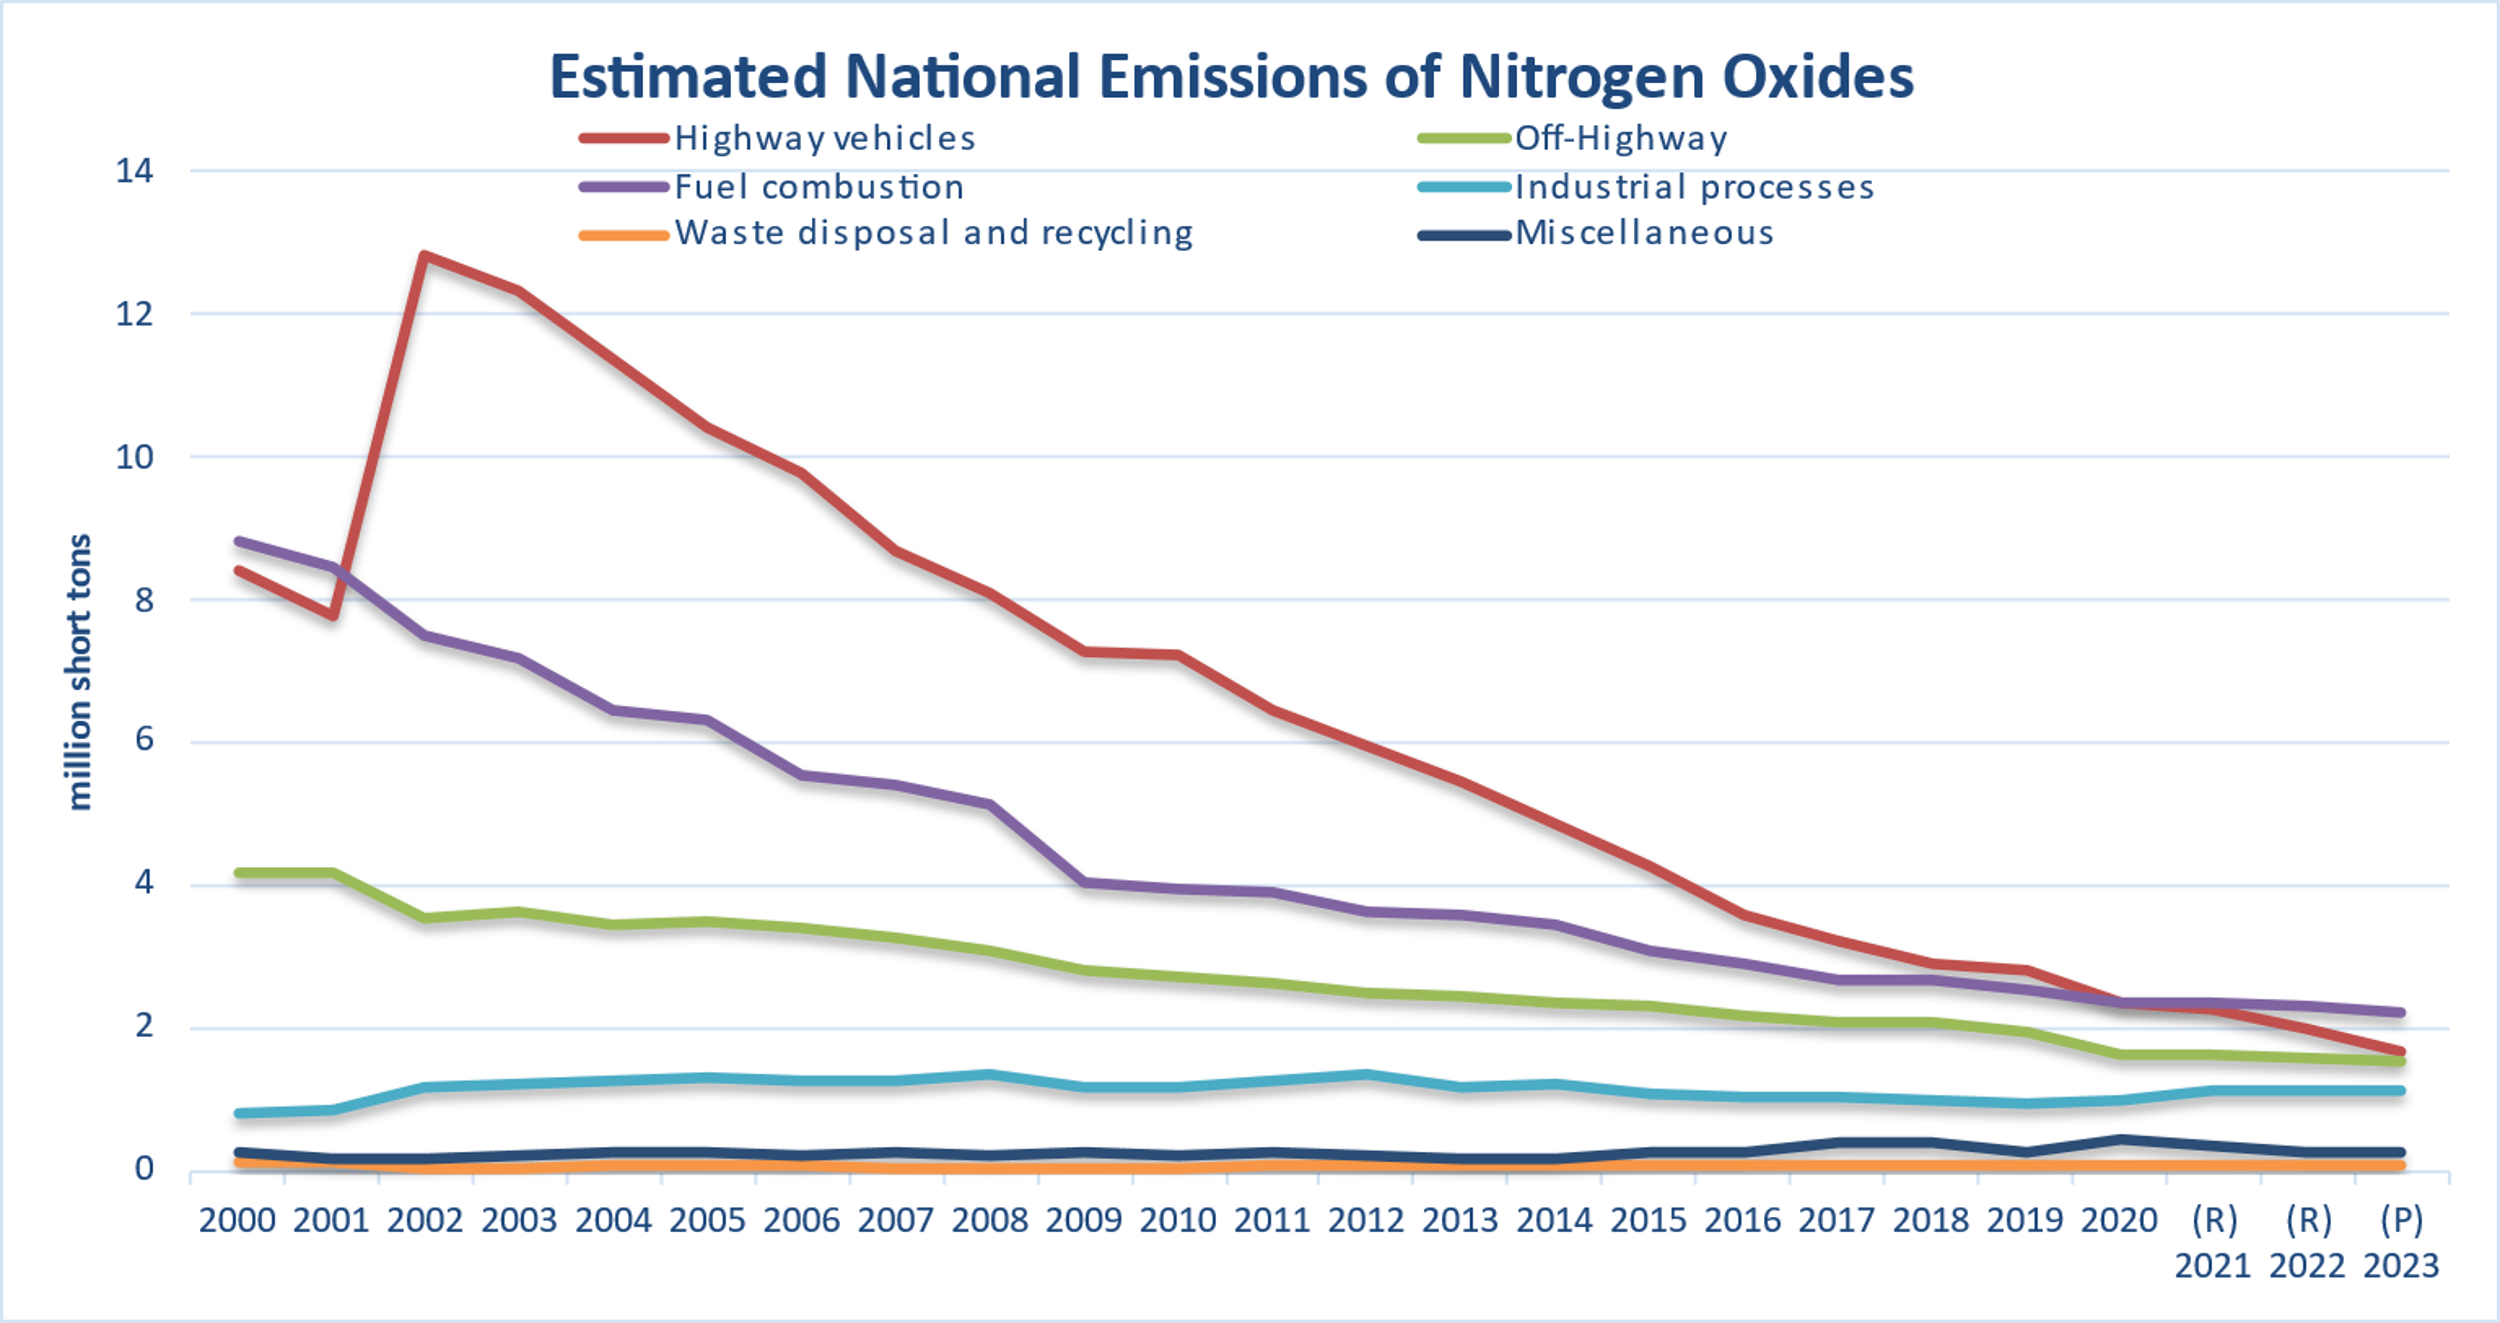 Estimated National Emissions of Nitrogen Oxides
Highway vehicles
Off-Highway
Fuel combustion
Industrial processes
Waste disposal and recycling
Miscellaneous
million short tons
14
12
10
8
6
4
2
0
2000 2001 2002 2003 2004 2005 2006 2007 2008 2009 2010 2011 2012 2013 2014 2015 2016 2017 2018 2019 2020 (R) (R) (P)
2021 2022 2023